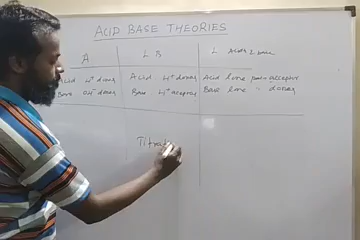 ACID BASE THEORIES
A
L B
L Acids & base
Acid H⁺ donor
Acid - H⁺ donor
Acid lone pair acceptor
Base OH⁻ donor
Base - H⁺ acceptor
Base lone " donor
Titrat